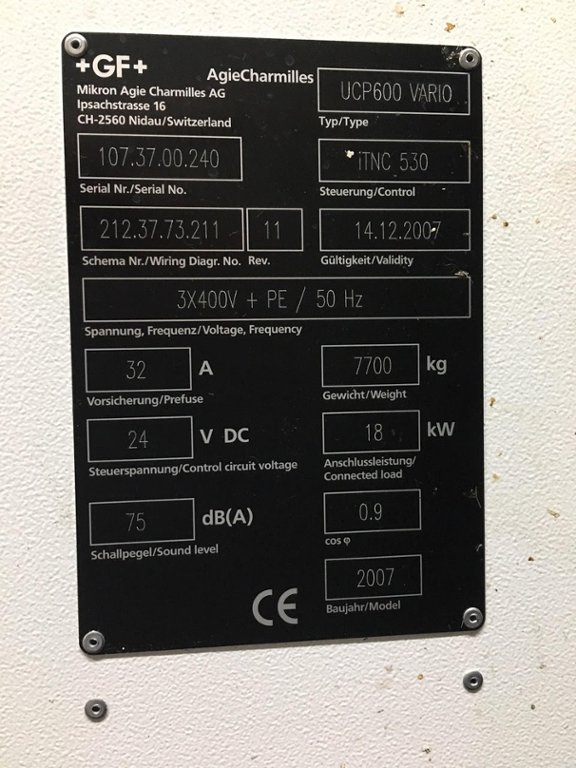 +GF+
AgieCharmilles
Mikron Agie Charmilles AG
Ipsachstrasse 16
CH-2560 Nidau/Switzerland
UCP600 VARIO
Typ/Type
107.37.00.240
Serial Nr./Serial No.
iTNC 530
Steuerung/Control
212.37.73.211
11
Schema Nr./Wiring Diagr. No. Rev.
14.12.2007
Gültigkeit/Validity
3X400V + PE / 50 Hz
Spannung, Frequenz/Voltage, Frequency
32 A
Vorsicherung/Prefuse
7700 kg
Gewicht/Weight
24 V DC
Steuerspannung/Control circuit voltage
18 kW
Anschlussleistung/
Connected load
75 dB(A)
Schallpegel/Sound level
0.9
cos φ
2007
Baujahr/Model
CE